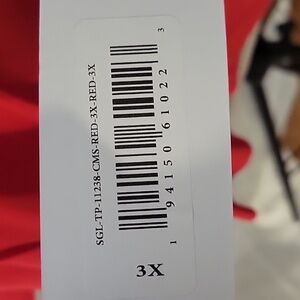 SGL-TP-11238-CMS-RED-3X-RED-3X
1 94150 61022 3
3X